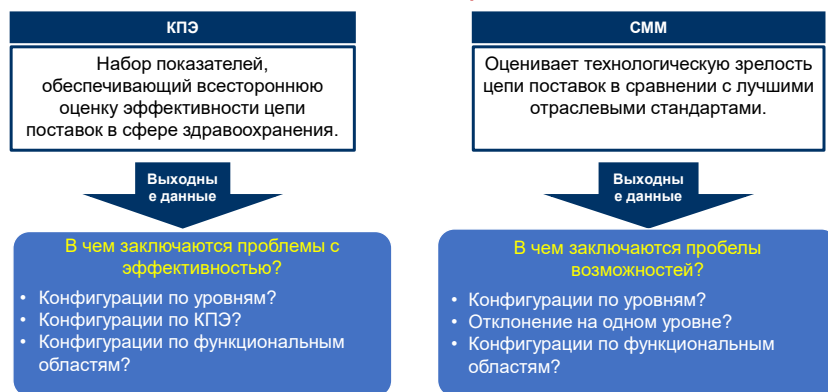 КПЭ
Набор показателей,
обеспечивающий всестороннюю
оценку эффективности цепи
поставок в сфере здравоохранения.
Выходны
е данные
В чем заключаются проблемы с
эффективностью?
• Конфигурации по уровням?
• Конфигурации по КПЭ?
• Конфигурации по функциональным
областям?
CMM
Оценивает технологическую зрелость
цепи поставок в сравнении с лучшими
отраслевыми стандартами.
Выходны
е данные
В чем заключаются пробелы
возможностей?
• Конфигурации по уровням?
• Отклонение на одном уровне?
• Конфигурации по функциональным
областям?